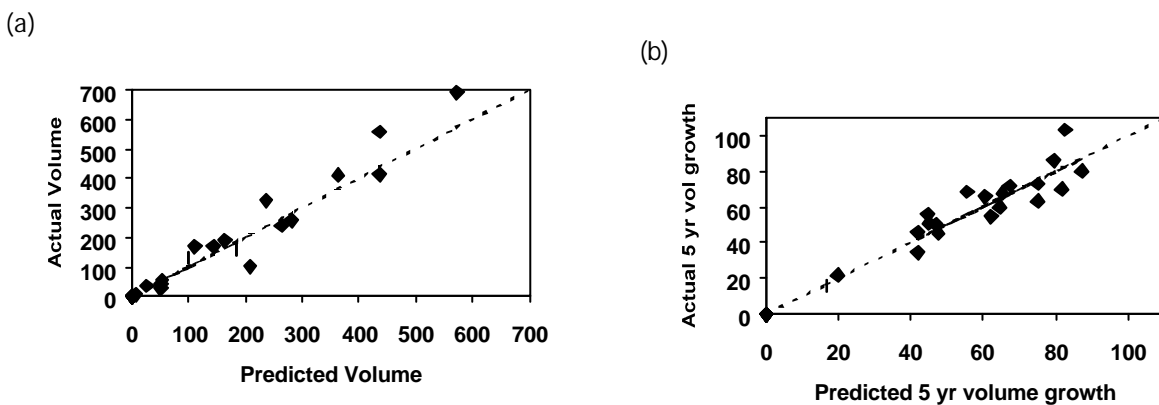 (a)
(b)
Actual Volume
700
600
500
400
300
200
100
0
0 100 200 300 400 500 600 700
Predicted Volume
Actual 5 yr vol growth
100
80
60
40
20
0
0 20 40 60 80 100
Predicted 5 yr volume growth